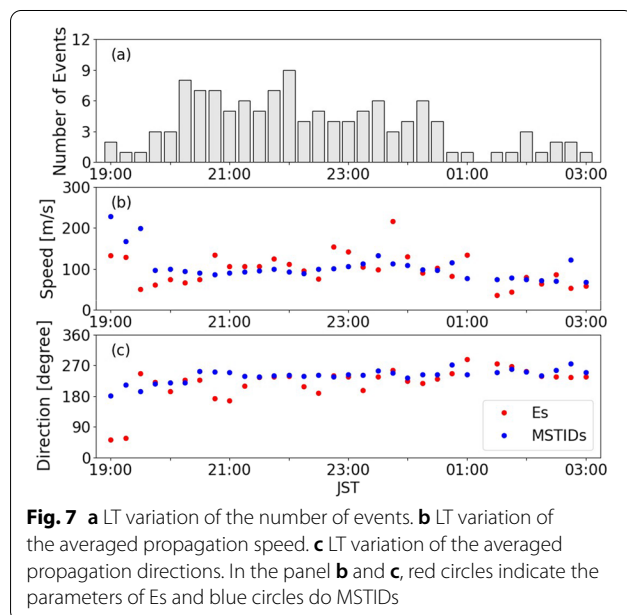 12
9
6
3
0
Number of Events
(a)
19:00 21:00 23:00 01:00 03:00
300
200
100
0
Speed [m/s]
(b)
19:00 21:00 23:00 01:00 03:00
360
270
180
90
0
Direction [degree]
(c)
Es
MSTIDs
19:00 21:00 23:00 01:00 03:00
JST
Fig. 7 a LT variation of the number of events. b LT variation of
the averaged propagation speed. c LT variation of the averaged
propagation directions. In the panel b and c, red circles indicate the
parameters of Es and blue circles do MSTIDs